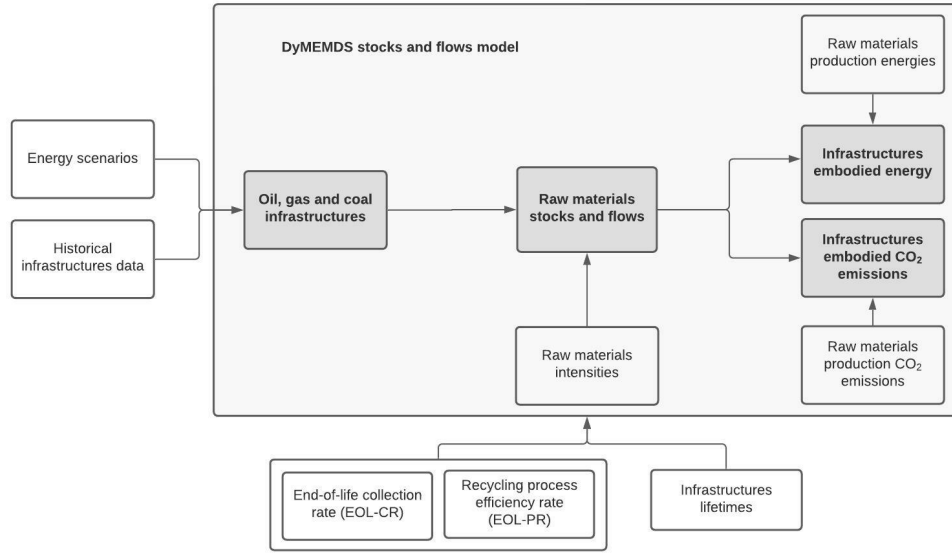 DyMEMDS stocks and flows model
Raw materials
production energies
Energy scenarios
Infrastructures
embodied energy
Oil, gas and coal
infrastructures
Raw materials
stocks and flows
Historical
infrastructures data
Infrastructures
embodied CO₂
emissions
Raw materials
intensities
Raw materials
production CO₂
emissions
End-of-life collection
rate (EOL-CR)
Recycling process
efficiency rate
(EOL-PR)
Infrastructures
lifetimes